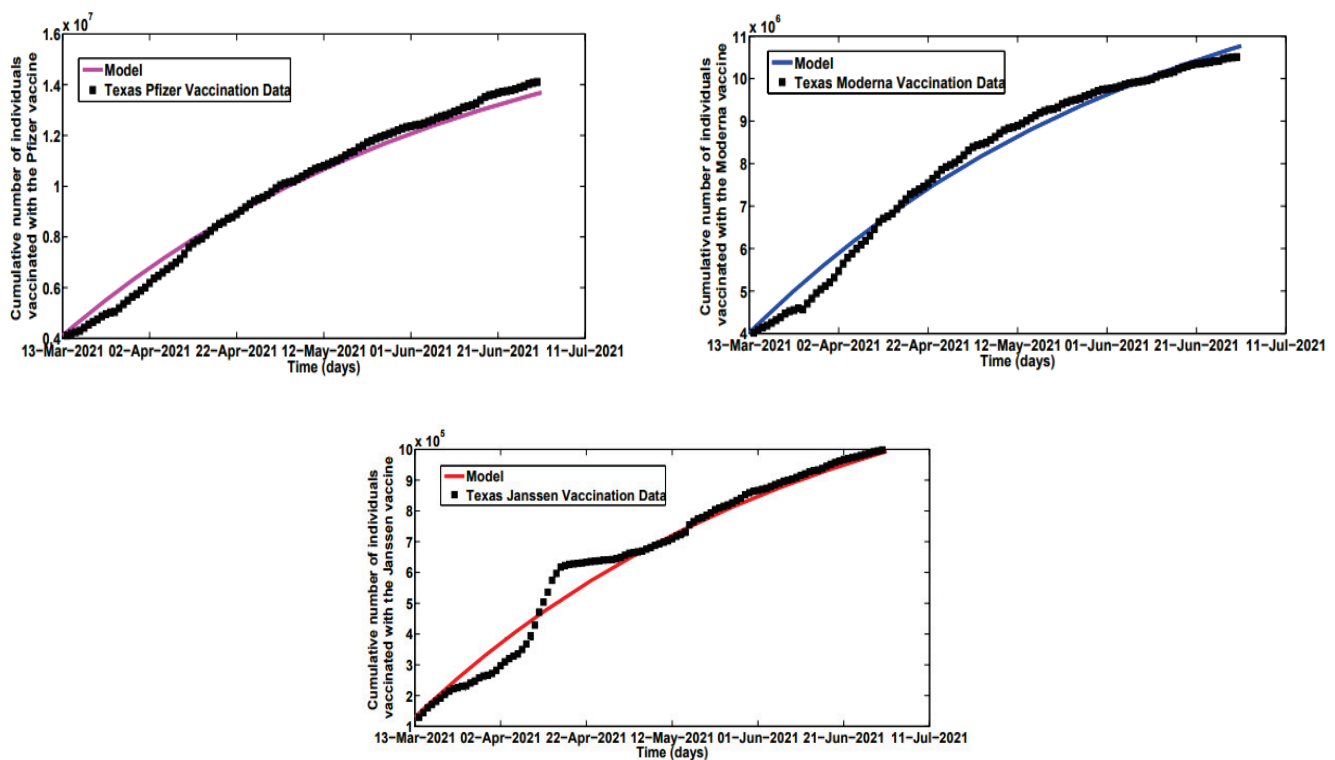 x 10^7
1.6
1.4
1.2
1
0.8
0.6
0.4
Model
Texas Pfizer Vaccination Data
Cumulative number of individuals
vaccinated with the Pfizer vaccine
13–Mar–2021 02–Apr–2021 22–Apr–2021 12–May–2021 01–Jun–2021 21–Jun–2021 11–Jul–2021
Time (days)
x 10^6
11
10
9
8
7
6
5
4
Model
Texas Moderna Vaccination Data
Cumulative number of individuals
vaccinated with the Moderna vaccine
13–Mar–2021 02–Apr–2021 22–Apr–2021 12–May–2021 01–Jun–2021 21–Jun–2021 11–Jul–2021
Time (days)
x 10^5
10
9
8
7
6
5
4
3
2
1
Model
Texas Janssen Vaccination Data
Cumulative number of individuals
vaccinated with the Janssen vaccine
13–Mar–2021 02–Apr–2021 22–Apr–2021 12–May–2021 01–Jun–2021 21–Jun–2021 11–Jul–2021
Time (days)